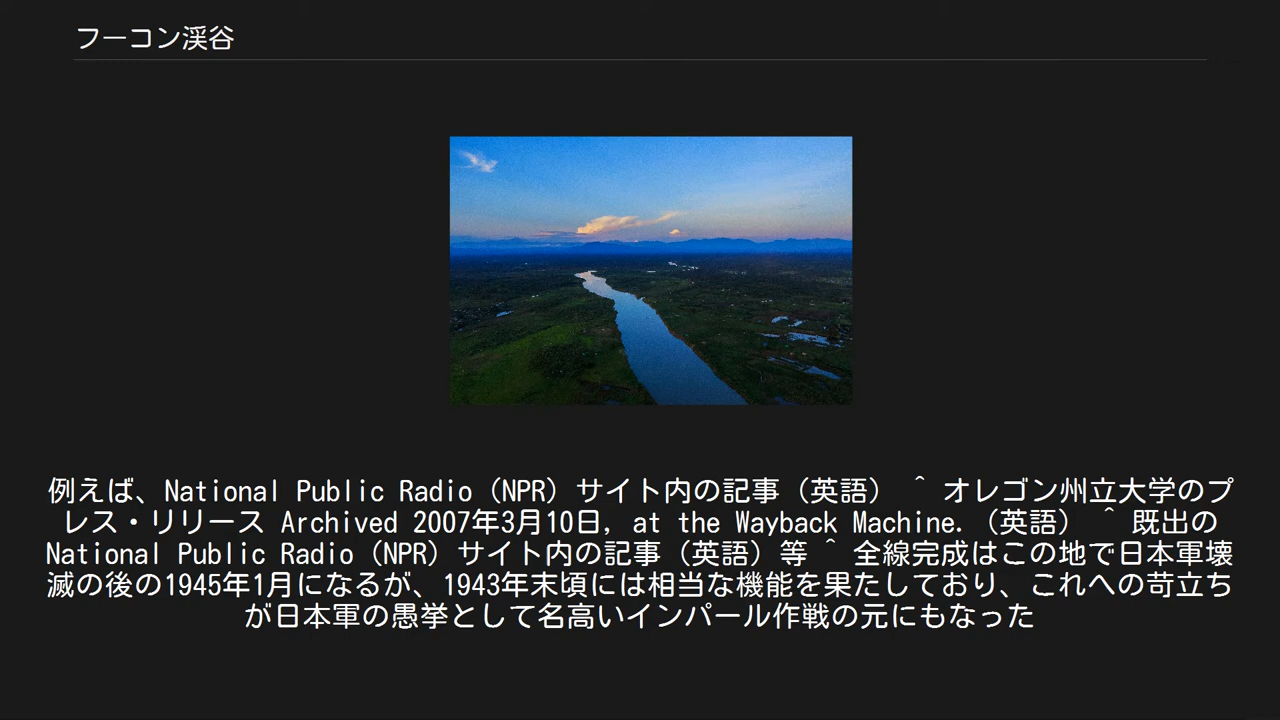 フーコン渓谷
例えば、National Public Radio（NPR）サイト内の記事（英語） ^ オレゴン州立大学のプ
レス・リリース Archived 2007年3月10日, at the Wayback Machine.（英語） ^ 既出の
National Public Radio（NPR）サイト内の記事（英語）等 ^ 全線完成はこの地で日本軍壊
滅の後の1945年1月になるが、1943年末頃には相当な機能を果たしており、これへの苛立ち
が日本軍の愚挙として名高いインパール作戦の元にもなった